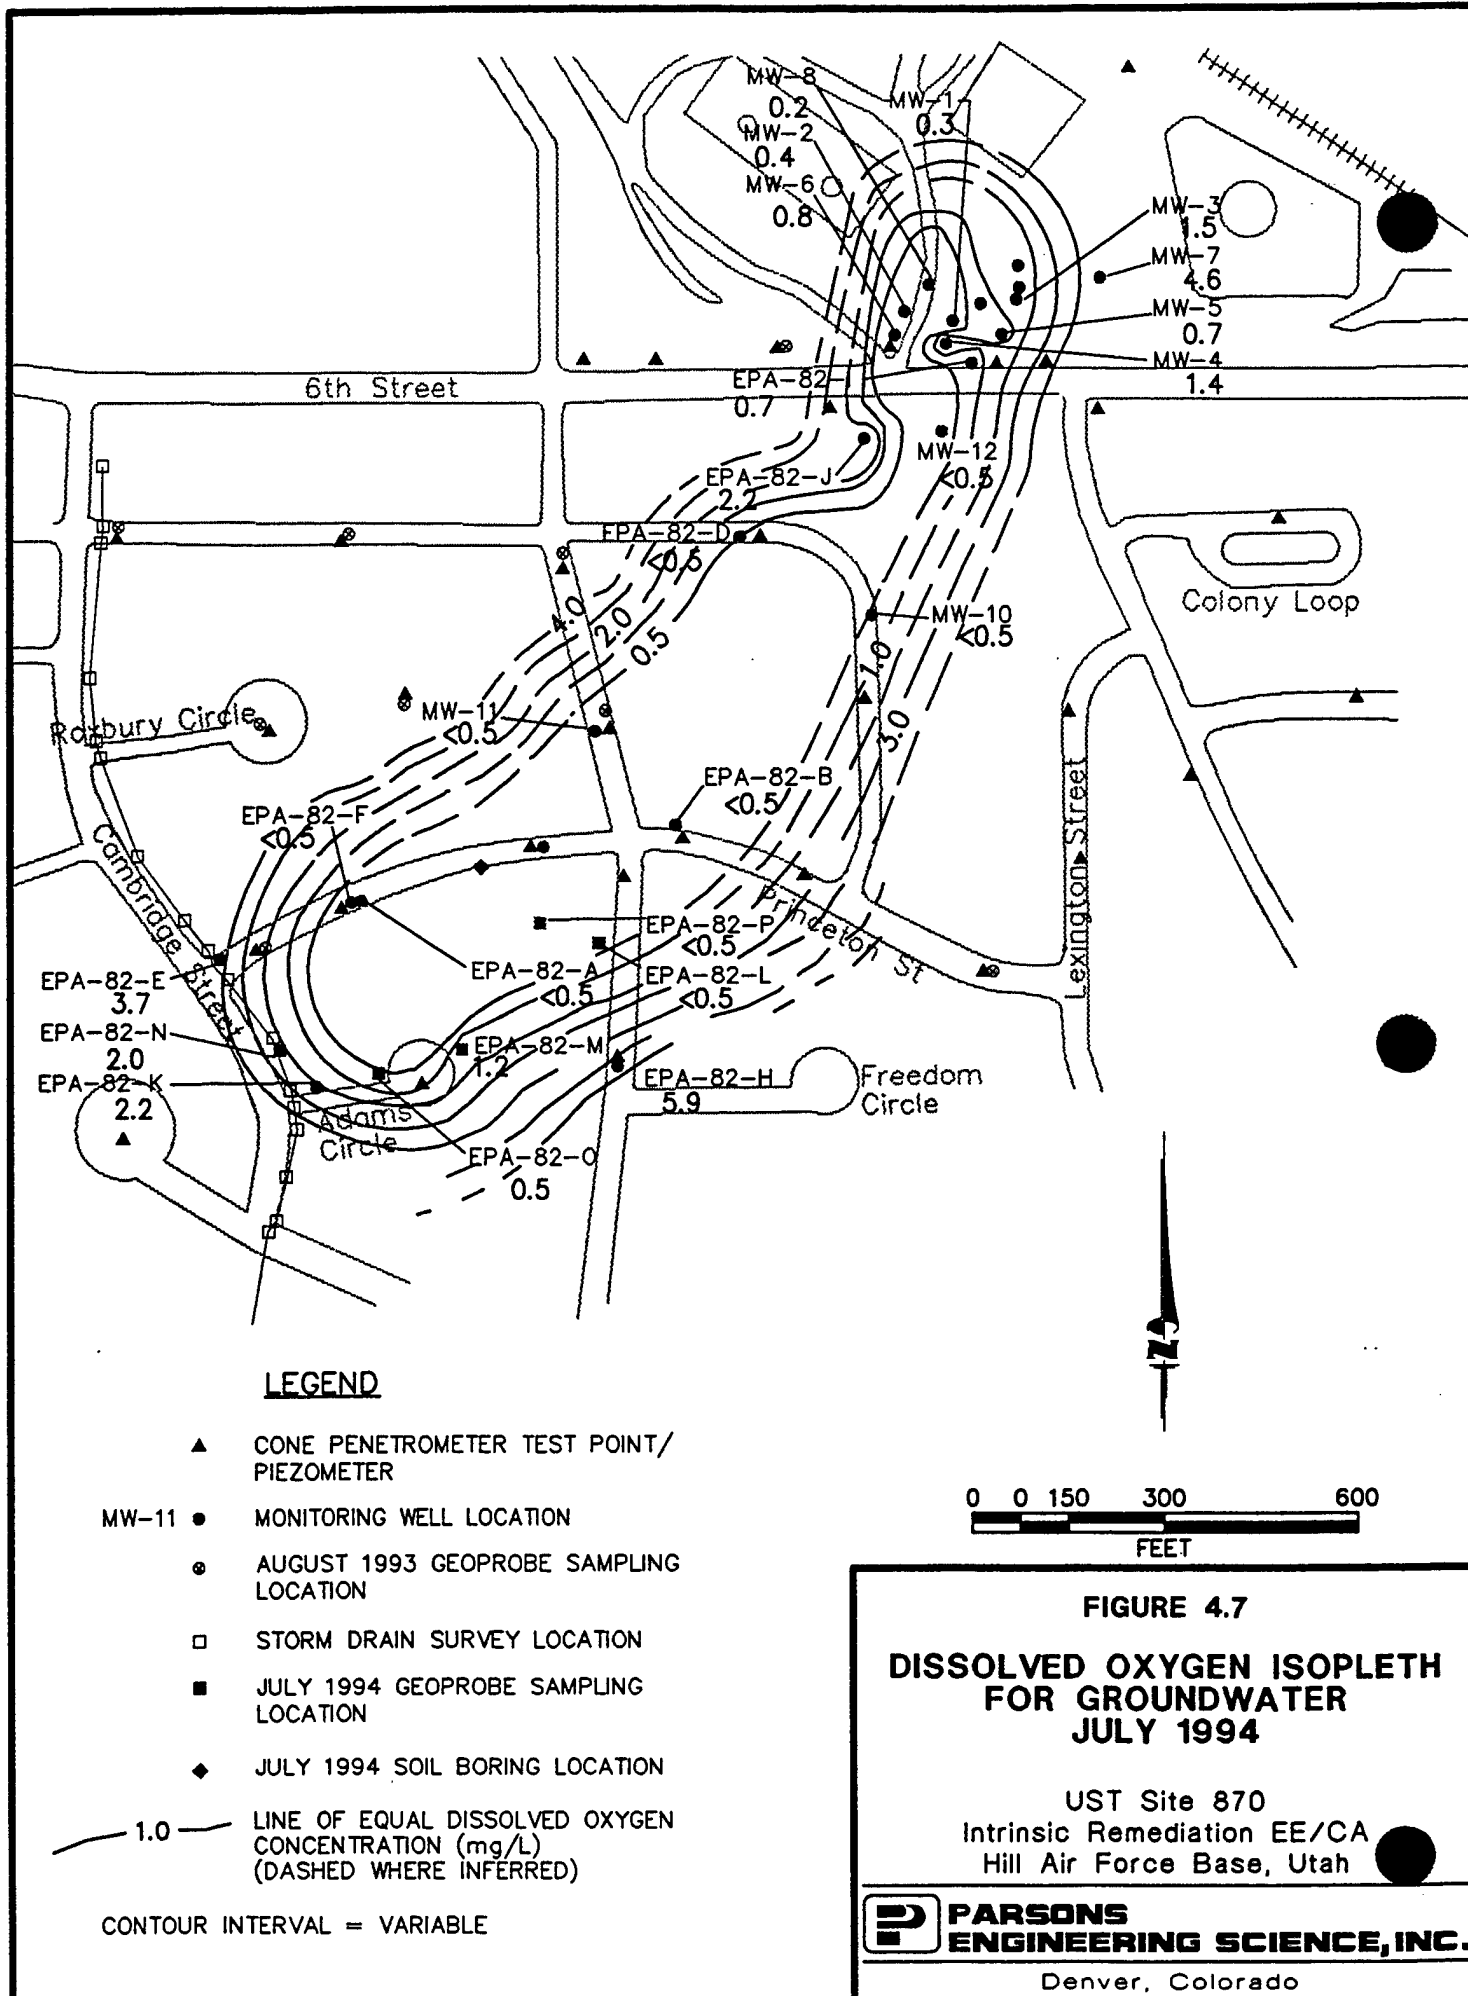 MW-8
0.2
MW-1
0.3
MW-2
0.4
MW-6
0.8
MW-3
1.5
MW-7
4.6
MW-5
0.7
MW-4
1.4
6th Street
EPA-82-I
0.7
MW-12
<0.5
EPA-82-J
2.2
EPA-82-D
<0.5
Colony Loop
4.0
2.0
0.5
MW-10
<0.5
1.0
3.0
MW-11
<0.5
Roxbury Circle
EPA-82-B
<0.5
EPA-82-F
<0.5
Cambridge Street
Lexington Street
Princeton St
EPA-82-P
<0.5
EPA-82-A
<0.5
EPA-82-L
<0.5
EPA-82-E
3.7
EPA-82-N
2.0
EPA-82-K
2.2
EPA-82-M
1.2
EPA-82-H
5.9
Freedom
Circle
Adams
Circle
EPA-82-O
0.5
N
LEGEND
CONE PENETROMETER TEST POINT/
PIEZOMETER
MW-11
MONITORING WELL LOCATION
AUGUST 1993 GEOPROBE SAMPLING
LOCATION
STORM DRAIN SURVEY LOCATION
JULY 1994 GEOPROBE SAMPLING
LOCATION
JULY 1994 SOIL BORING LOCATION
1.0
LINE OF EQUAL DISSOLVED OXYGEN
CONCENTRATION (mg/L)
(DASHED WHERE INFERRED)
CONTOUR INTERVAL = VARIABLE
0 0 150 300 600
FEET
FIGURE 4.7
DISSOLVED OXYGEN ISOPLETH
FOR GROUNDWATER
JULY 1994
UST Site 870
Intrinsic Remediation EE/CA
Hill Air Force Base, Utah
PARSONS
ENGINEERING SCIENCE, INC.
Denver, Colorado